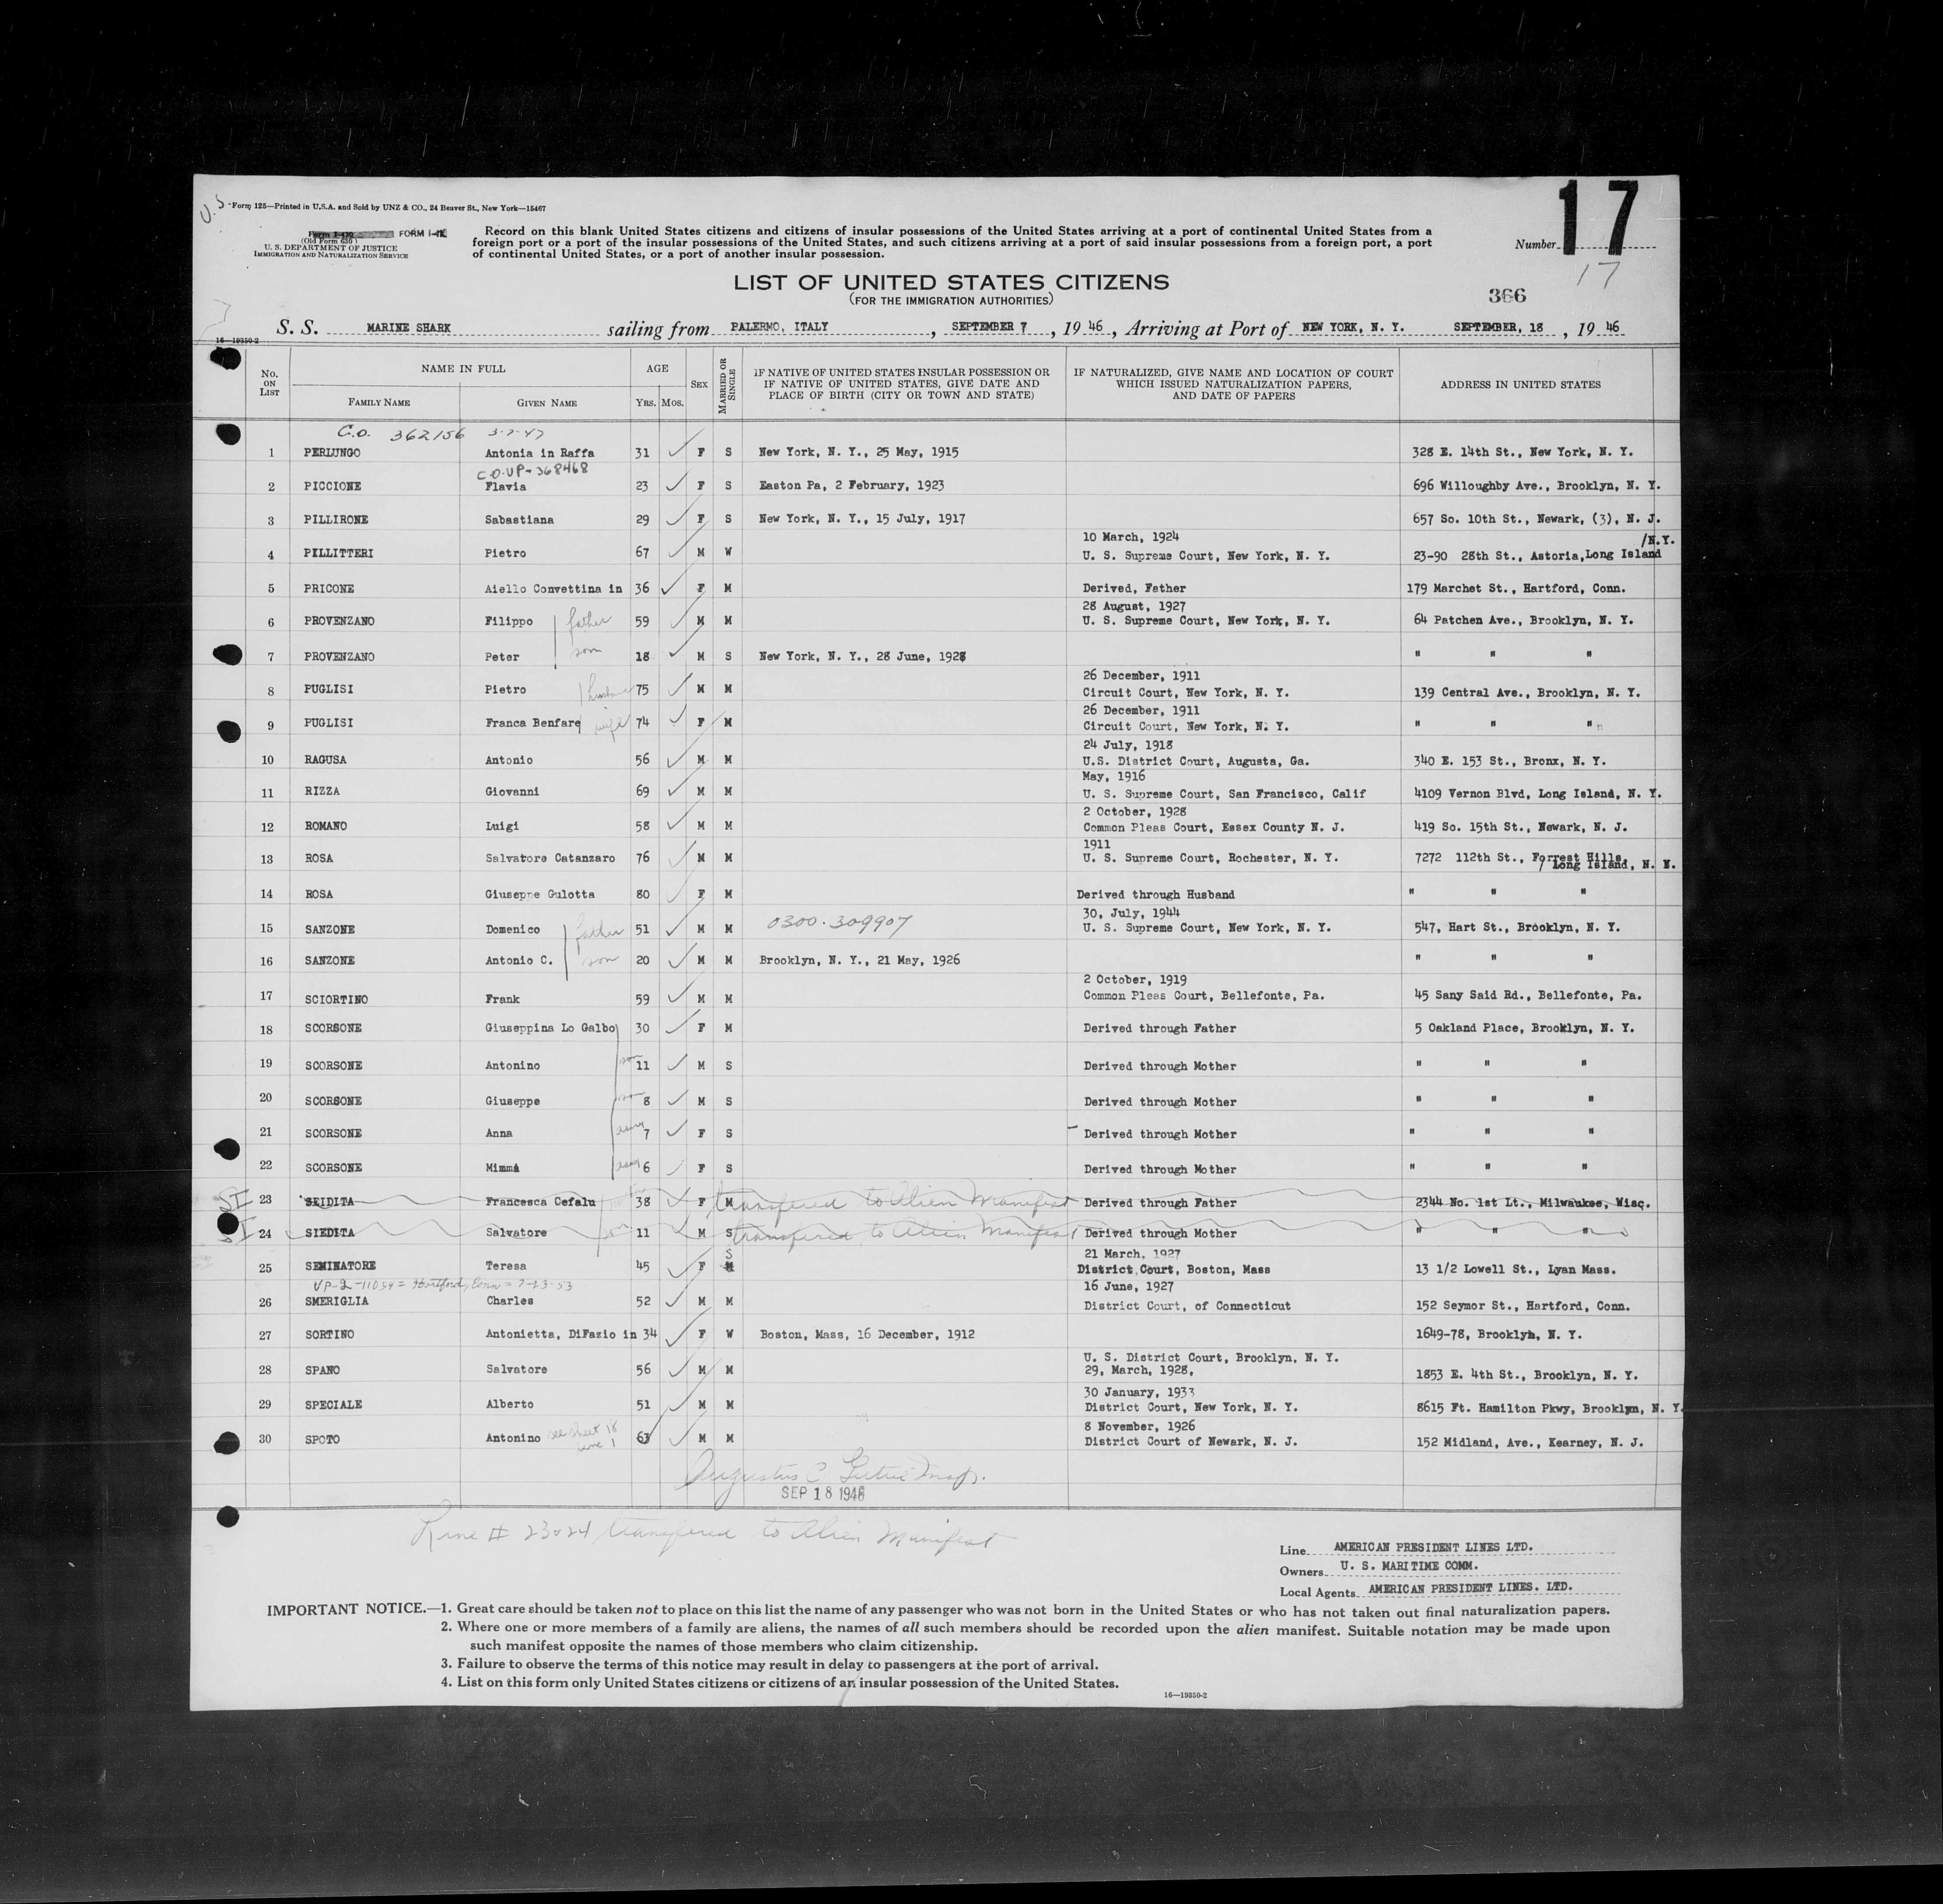 U.S
Form 125—Printed in U.S.A. and Sold by UNZ & CO., 24 Beaver St., New York—15467
17
Form I-430 FORM I-
(Old Form 630)
U. S. DEPARTMENT OF JUSTICE
IMMIGRATION AND NATURALIZATION SERVICE
Record on this blank United States citizens and citizens of insular possessions of the United States arriving at a port of continental United States from a
foreign port or a port of the insular possessions of the United States, and such citizens arriving at a port of said insular possessions from a foreign port, a port
of continental United States, or a port of another insular possession.
Number
17
LIST OF UNITED STATES CITIZENS
(FOR THE IMMIGRATION AUTHORITIES)
366
S. S. MARINE SHARK sailing from PALERMO, ITALY, SEPTEMBER 7, 19 46, Arriving at Port of NEW YORK, N. Y. SEPTEMBER, 18, 19 46
16—19350-2
No. ON LIST NAME IN FULL AGE SEX MARRIED OR SINGLE IF NATIVE OF UNITED STATES INSULAR POSSESSION OR IF NATIVE OF UNITED STATES, GIVE DATE AND PLACE OF BIRTH (CITY OR TOWN AND STATE) IF NATURALIZED, GIVE NAME AND LOCATION OF COURT WHICH ISSUED NATURALIZATION PAPERS, AND DATE OF PAPERS ADDRESS IN UNITED STATES
FAMILY NAME GIVEN NAME YRS. MOS.
C.O. 362156 3-7-47
1 PERLUNGO Antonia in Raffa 31 F S New York, N. Y., 25 May, 1915 328 E. 14th St., New York, N. Y.
C.O.VP-368468
2 PICCIONE Flavia 23 F S Easton Pa, 2 February, 1923 696 Willoughby Ave., Brooklyn, N. Y.
3 PILLIRONE Sabastiana 29 F S New York, N. Y., 15 July, 1917 657 So. 10th St., Newark, (3), N. J.
10 March, 1924 /N.Y.
4 PILLITTERI Pietro 67 M W U. S. Supreme Court, New York, N. Y. 23-90 28th St., Astoria, Long Island
5 PRICONE Aiello Convettina in 36 F M Derived, Father 179 Marchet St., Hartford, Conn.
28 August, 1927
6 PROVENZANO Filippo father 59 M M U. S. Supreme Court, New York, N. Y. 64 Patchen Ave., Brooklyn, N. Y.
7 PROVENZANO Peter son 18 M S New York, N. Y., 28 June, 1928 " " "
26 December, 1911
8 PUGLISI Pietro 75 M M Circuit Court, New York, N. Y. 139 Central Ave., Brooklyn, N. Y.
26 December, 1911
9 PUGLISI Franca Benfare wife 74 F M Circuit Court, New York, N. Y. " " "
24 July, 1918
10 RAGUSA Antonio 56 M M U.S. District Court, Augusta, Ga. 340 E. 153 St., Bronx, N. Y.
May, 1916
11 RIZZA Giovanni 69 M M U. S. Supreme Court, San Francisco, Calif 4109 Vernon Blvd, Long Island, N. Y.
2 October, 1928
12 ROMANO Luigi 58 M M Common Pleas Court, Essex County N. J. 419 So. 15th St., Newark, N. J.
1911
13 ROSA Salvatore Catanzaro 76 M M U. S. Supreme Court, Rochester, N. Y. 7272 112th St., Forrest Hills
/ Long Island, N. Y.
14 ROSA Giuseppe Gulotta 80 F M Derived through Husband " " "
30, July, 1944
15 SANZONE Domenico father 51 M M 0300-309907 U. S. Supreme Court, New York, N. Y. 547, Hart St., Brooklyn, N. Y.
16 SANZONE Antonio C. son 20 M M Brooklyn, N. Y., 21 May, 1926 " " "
2 October, 1919
17 SCIORTINO Frank 59 M M Common Pleas Court, Bellefonte, Pa. 45 Sany Said Rd., Bellefonte, Pa.
18 SCORSONE Giuseppina Lo Galbo 30 F M Derived through Father 5 Oakland Place, Brooklyn, N. Y.
19 SCORSONE Antonino son 11 M S Derived through Mother " " "
20 SCORSONE Giuseppe son 8 M S Derived through Mother " " "
21 SCORSONE Anna 7 F S Derived through Mother " " "
22 SCORSONE Mimma 6 F S Derived through Mother " " "
SI 23 SEIDITA Francesca Cefalu 38 F M transfered to Alien Manifest Derived through Father 2344 No. 1st Lt., Milwaukee, Wisc.
SI 24 SIEDITA Salvatore son 11 M S transfered to Alien Manifest Derived through Mother " " "
21 March, 1927
S
25 SEMINATORE Teresa 45 F M District Court, Boston, Mass 13 1/2 Lowell St., Lyan Mass.
VP-2-11054 = Hartford, Conn = 7-23-53 16 June, 1927
26 SMERIGLIA Charles 52 M M District Court, of Connecticut 152 Seymor St., Hartford, Conn.
27 SORTINO Antonietta, DiFazio in 34 F W Boston, Mass, 16 December, 1912 1649-78, Brooklyn, N. Y.
U. S. District Court, Brooklyn, N. Y.
28 SPANO Salvatore 56 M M 29, March, 1928, 1853 E. 4th St., Brooklyn, N. Y.
30 January, 1933
29 SPECIALE Alberto 51 M M District Court, New York, N. Y. 8615 Ft. Hamilton Pkwy, Brooklyn, N. Y.
8 November, 1926
30 SPOTO Antonino see sheet 18 line 1 63 M M District Court of Newark, N. J. 152 Midland, Ave., Kearney, N. J.
Augustus C
SEP 18 1946
Line # 23 & 24 transfered to Alien Manifest
Line AMERICAN PRESIDENT LINES LTD.
Owners U. S. MARITIME COMM.
Local Agents AMERICAN PRESIDENT LINES. LTD.
IMPORTANT NOTICE.—1. Great care should be taken not to place on this list the name of any passenger who was not born in the United States or who has not taken out final naturalization papers.
2. Where one or more members of a family are aliens, the names of all such members should be recorded upon the alien manifest. Suitable notation may be made upon
such manifest opposite the names of those members who claim citizenship.
3. Failure to observe the terms of this notice may result in delay to passengers at the port of arrival.
4. List on this form only United States citizens or citizens of an insular possession of the United States.
16—19350-2